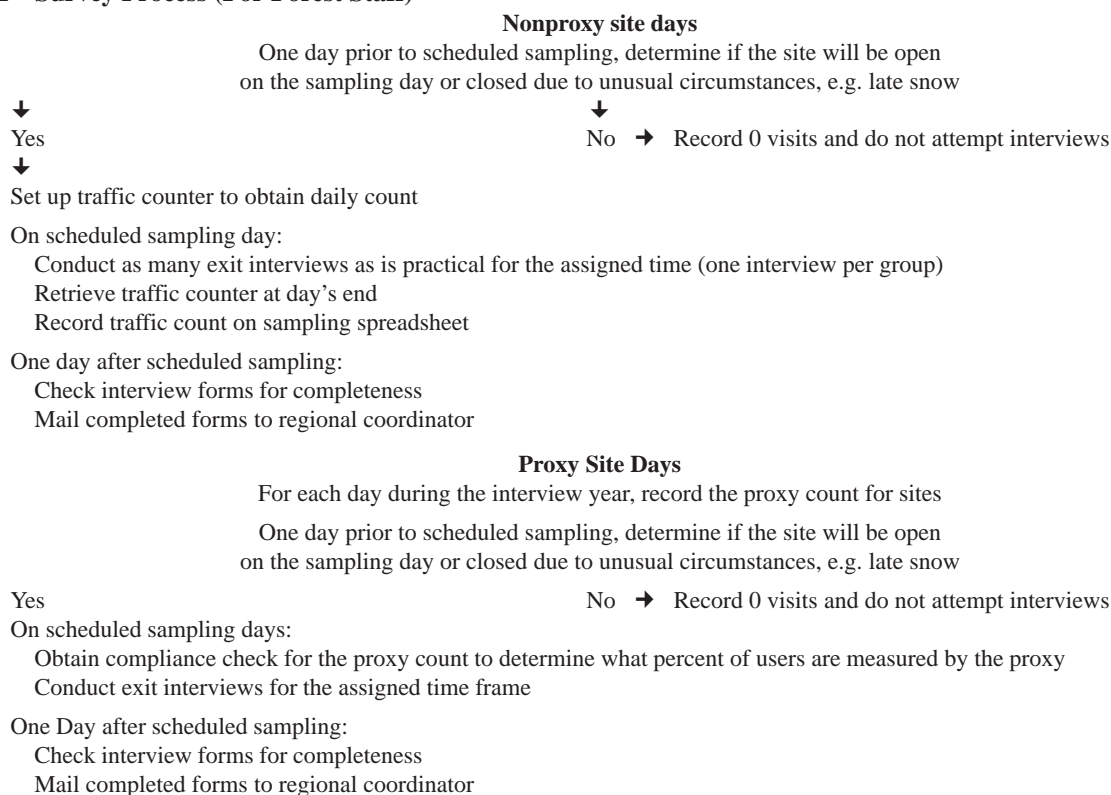 Survey Process (For Forest Staff)
Nonproxy site days
One day prior to scheduled sampling, determine if the site will be open
on the sampling day or closed due to unusual circumstances, e.g. late snow
Yes No ➔ Record 0 visits and do not attempt interviews
Set up traffic counter to obtain daily count
On scheduled sampling day:
Conduct as many exit interviews as is practical for the assigned time (one interview per group)
Retrieve traffic counter at day’s end
Record traffic count on sampling spreadsheet
One day after scheduled sampling:
Check interview forms for completeness
Mail completed forms to regional coordinator
Proxy Site Days
For each day during the interview year, record the proxy count for sites
One day prior to scheduled sampling, determine if the site will be open
on the sampling day or closed due to unusual circumstances, e.g. late snow
Yes No ➔ Record 0 visits and do not attempt interviews
On scheduled sampling days:
Obtain compliance check for the proxy count to determine what percent of users are measured by the proxy
Conduct exit interviews for the assigned time frame
One Day after scheduled sampling:
Check interview forms for completeness
Mail completed forms to regional coordinator